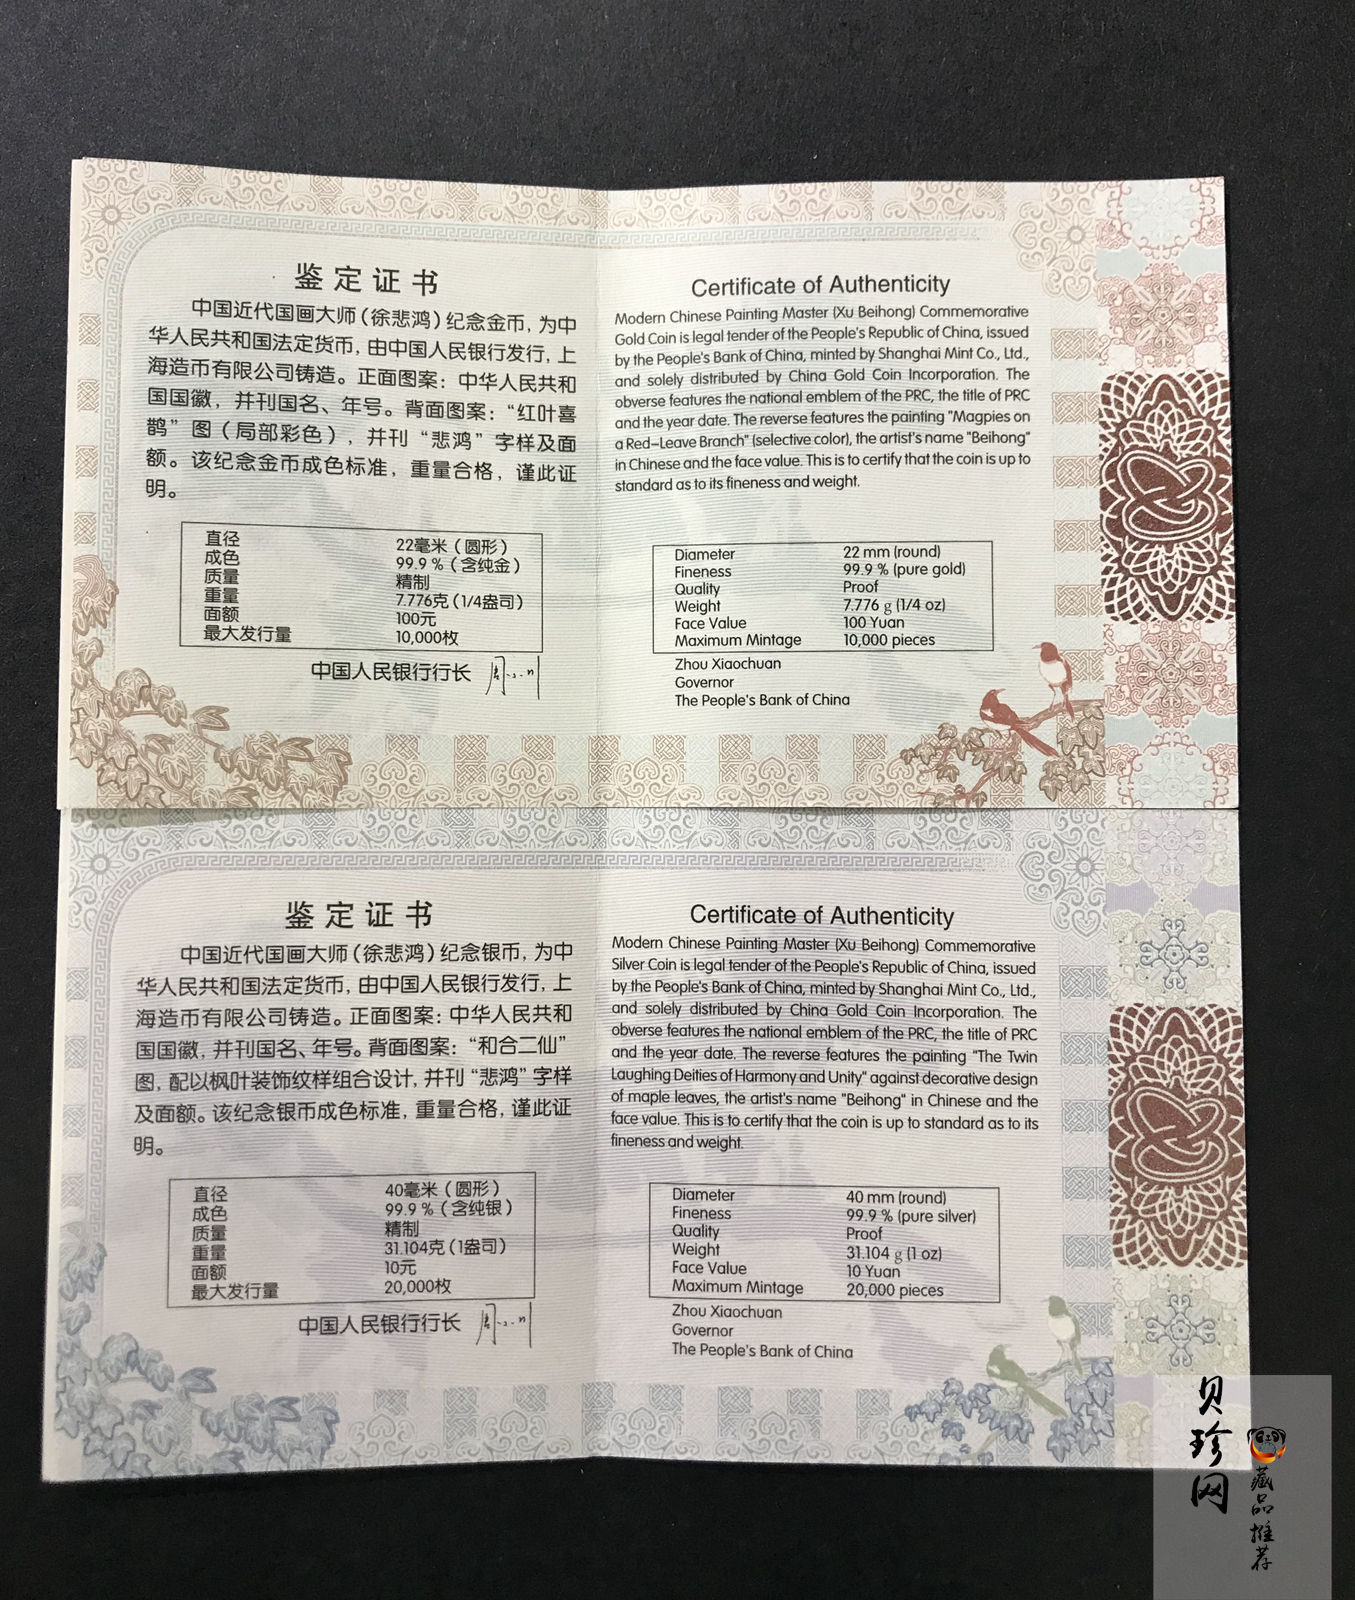 鉴定证书
中国近代国画大师（徐悲鸿）纪念金币，为中
华人民共和国法定货币，由中国人民银行发行，上
海造币有限公司铸造。正面图案：中华人民共和
国国徽，并刊国名、年号。背面图案：“红叶喜
鹊”图（局部彩色），并刊“悲鸿”字样及面
额。该纪念金币成色标准，重量合格，谨此证
明。
直径 22毫米（圆形）
成色 99.9 %（含纯金）
质量 精制
重量 7.776克（1/4盎司）
面额 100元
最大发行量 10,000枚
中国人民银行行长
Certificate of Authenticity
Modern Chinese Painting Master (Xu Beihong) Commemorative
Gold Coin is legal tender of the People's Republic of China, issued
by the People's Bank of China, minted by Shanghai Mint Co., Ltd.,
and solely distributed by China Gold Coin Incorporation. The
obverse features the national emblem of the PRC, the title of PRC
and the year date. The reverse features the painting "Magpies on
a Red-Leave Branch" (selective color), the artist's name "Beihong"
in Chinese and the face value. This is to certify that the coin is up to
standard as to its fineness and weight.
Diameter 22 mm (round)
Fineness 99.9 % (pure gold)
Quality Proof
Weight 7.776 g (1/4 oz)
Face Value 100 Yuan
Maximum Mintage 10,000 pieces
Zhou Xiaochuan
Governor
The People's Bank of China
鉴定证书
中国近代国画大师（徐悲鸿）纪念银币，为中
华人民共和国法定货币，由中国人民银行发行，上
海造币有限公司铸造。正面图案：中华人民共和
国国徽，并刊国名、年号。背面图案：“和合二仙”
图，配以枫叶装饰纹样组合设计，并刊“悲鸿”字样
及面额。该纪念银币成色标准，重量合格，谨此证
明。
直径 40毫米（圆形）
成色 99.9 %（含纯银）
质量 精制
重量 31.104克（1盎司）
面额 10元
最大发行量 20,000枚
中国人民银行行长
Certificate of Authenticity
Modern Chinese Painting Master (Xu Beihong) Commemorative
Silver Coin is legal tender of the People's Republic of China, issued
by the People's Bank of China, minted by Shanghai Mint Co., Ltd.,
and solely distributed by China Gold Coin Incorporation. The
obverse features the national emblem of the PRC, the title of PRC
and the year date. The reverse features the painting "The Twin
Laughing Deities of Harmony and Unity" against decorative design
of maple leaves, the artist's name "Beihong" in Chinese and the
face value. This is to certify that the coin is up to standard as to its
fineness and weight.
Diameter 40 mm (round)
Fineness 99.9 % (pure silver)
Quality Proof
Weight 31.104 g (1 oz)
Face Value 10 Yuan
Maximum Mintage 20,000 pieces
Zhou Xiaochuan
Governor
The People's Bank of China
贝珍网
藏品推荐